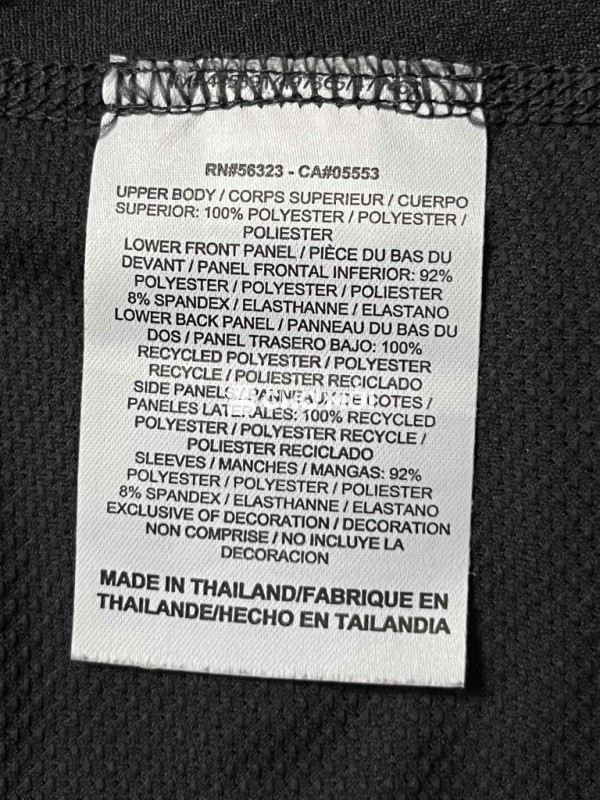 RN#56323 - CA#05553
UPPER BODY / CORPS SUPERIEUR / CUERPO
SUPERIOR: 100% POLYESTER / POLYESTER /
POLIESTER
LOWER FRONT PANEL / PIÈCE DU BAS DU
DEVANT / PANEL FRONTAL INFERIOR: 92%
POLYESTER / POLYESTER / POLIESTER
8% SPANDEX / ELASTHANNE / ELASTANO
LOWER BACK PANEL / PANNEAU DU BAS DU
DOS / PANEL TRASERO BAJO: 100%
RECYCLED POLYESTER / POLYESTER
RECYCLE / POLIESTER RECICLADO
SIDE PANELS / PANNEAUX COTES /
PANELES LATERALES: 100% RECYCLED
POLYESTER / POLYESTER RECYCLE /
POLIESTER RECICLADO
SLEEVES / MANCHES / MANGAS: 92%
POLYESTER / POLYESTER / POLIESTER
8% SPANDEX / ELASTHANNE / ELASTANO
EXCLUSIVE OF DECORATION / DECORATION
NON COMPRISE / NO INCLUYE LA
DECORACION
MADE IN THAILAND/FABRIQUE EN
THAILANDE/HECHO EN TAILANDIA